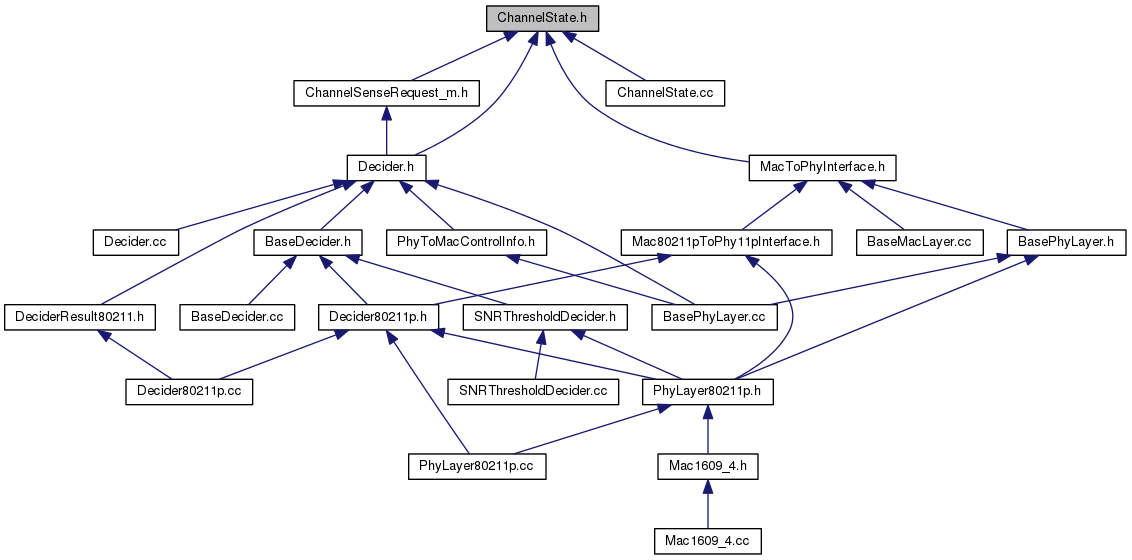 ChannelState.h
ChannelSenseRequest_m.h
ChannelState.cc
Decider.h
MacToPhyInterface.h
Decider.cc
BaseDecider.h
PhyToMacControlInfo.h
Mac80211pToPhy11pInterface.h
BaseMacLayer.cc
BasePhyLayer.h
DeciderResult80211.h
BaseDecider.cc
Decider80211p.h
SNRThresholdDecider.h
BasePhyLayer.cc
Decider80211p.cc
SNRThresholdDecider.cc
PhyLayer80211p.h
PhyLayer80211p.cc
Mac1609_4.h
Mac1609_4.cc